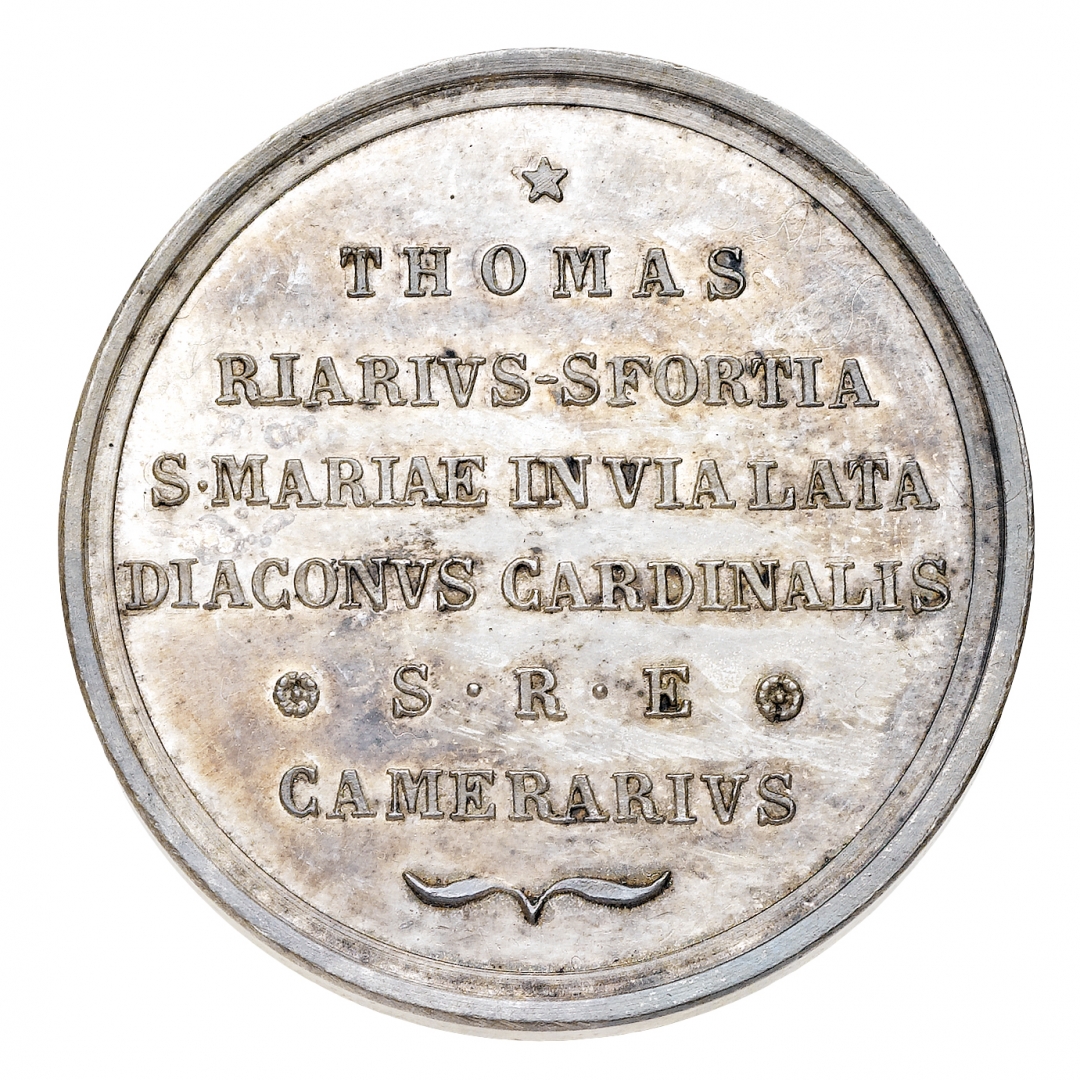 THOMAS
RIARIVS-SFORTIA
S·MARIAE IN VIA LATA
DIACONVS CARDINALIS
S·R·E
CAMERARIVS